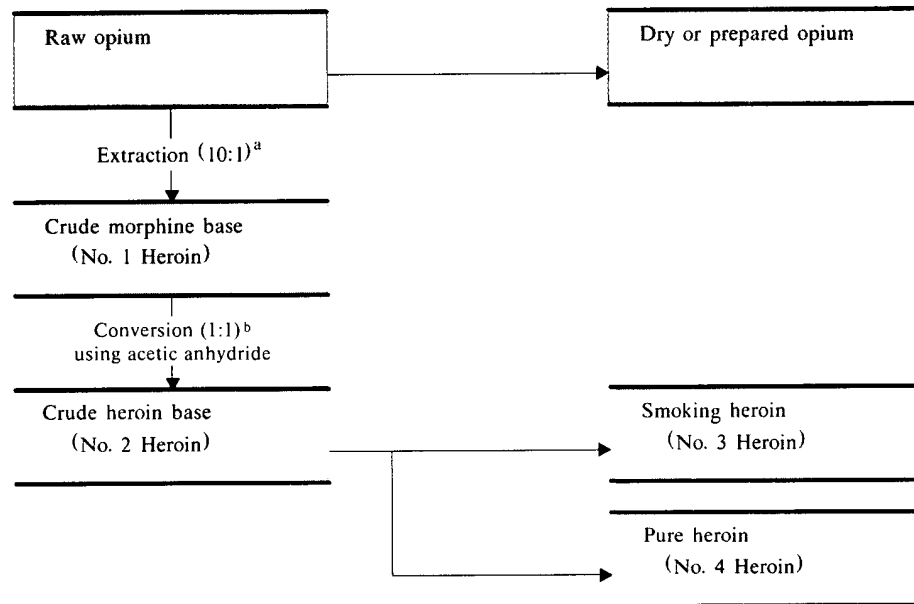 Raw opium
Dry or prepared opium
Extraction (10:1)ᵃ
Crude morphine base
(No. 1 Heroin)
Conversion (1:1)ᵇ
using acetic anhydride
Crude heroin base
(No. 2 Heroin)
Smoking heroin
(No. 3 Heroin)
Pure heroin
(No. 4 Heroin)